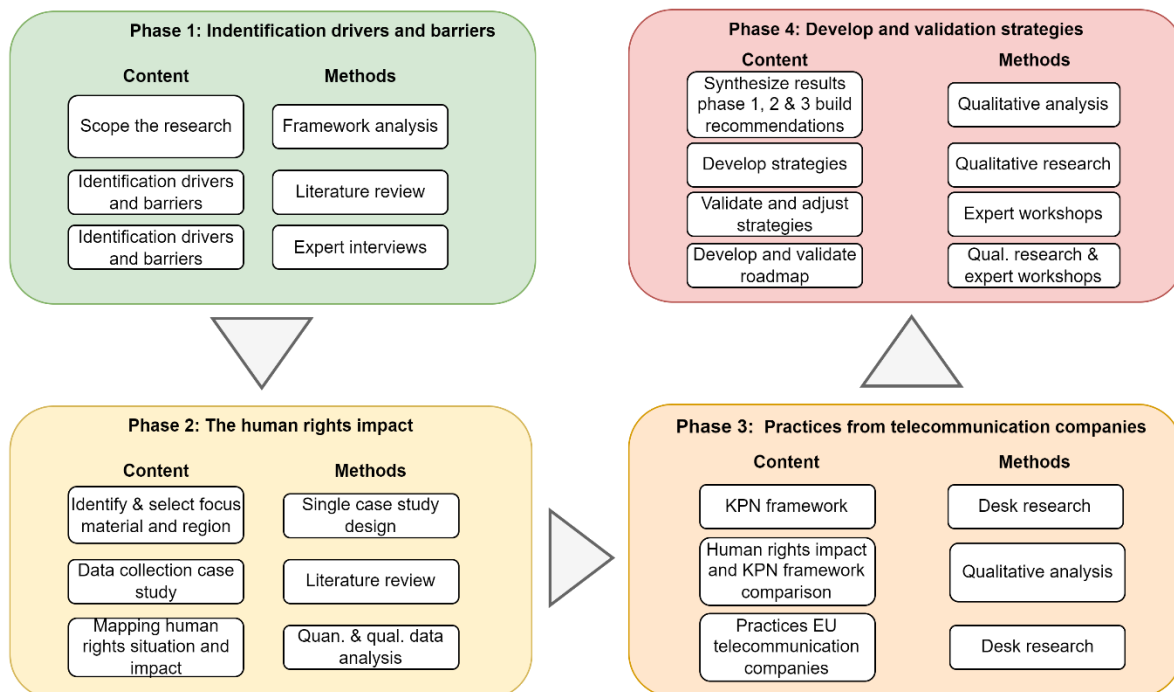 Phase 1: Indentification drivers and barriers
Content
Methods
Scope the research
Framework analysis
Identification drivers
and barriers
Literature review
Identification drivers
and barriers
Expert interviews
Phase 2: The human rights impact
Content
Methods
Identify & select focus
material and region
Single case study
design
Data collection case
study
Literature review
Mapping human
rights situation and
impact
Quan. & qual. data
analysis
Phase 3: Practices from telecommunication companies
Content
Methods
KPN framework
Desk research
Human rights impact
and KPN framework
comparison
Qualitative analysis
Practices EU
telecommunication
companies
Desk research
Phase 4: Develop and validation strategies
Content
Methods
Synthesize results
phase 1, 2 & 3 build
recommendations
Qualitative analysis
Develop strategies
Qualitative research
Validate and adjust
strategies
Expert workshops
Develop and validate
roadmap
Qual. research &
expert workshops